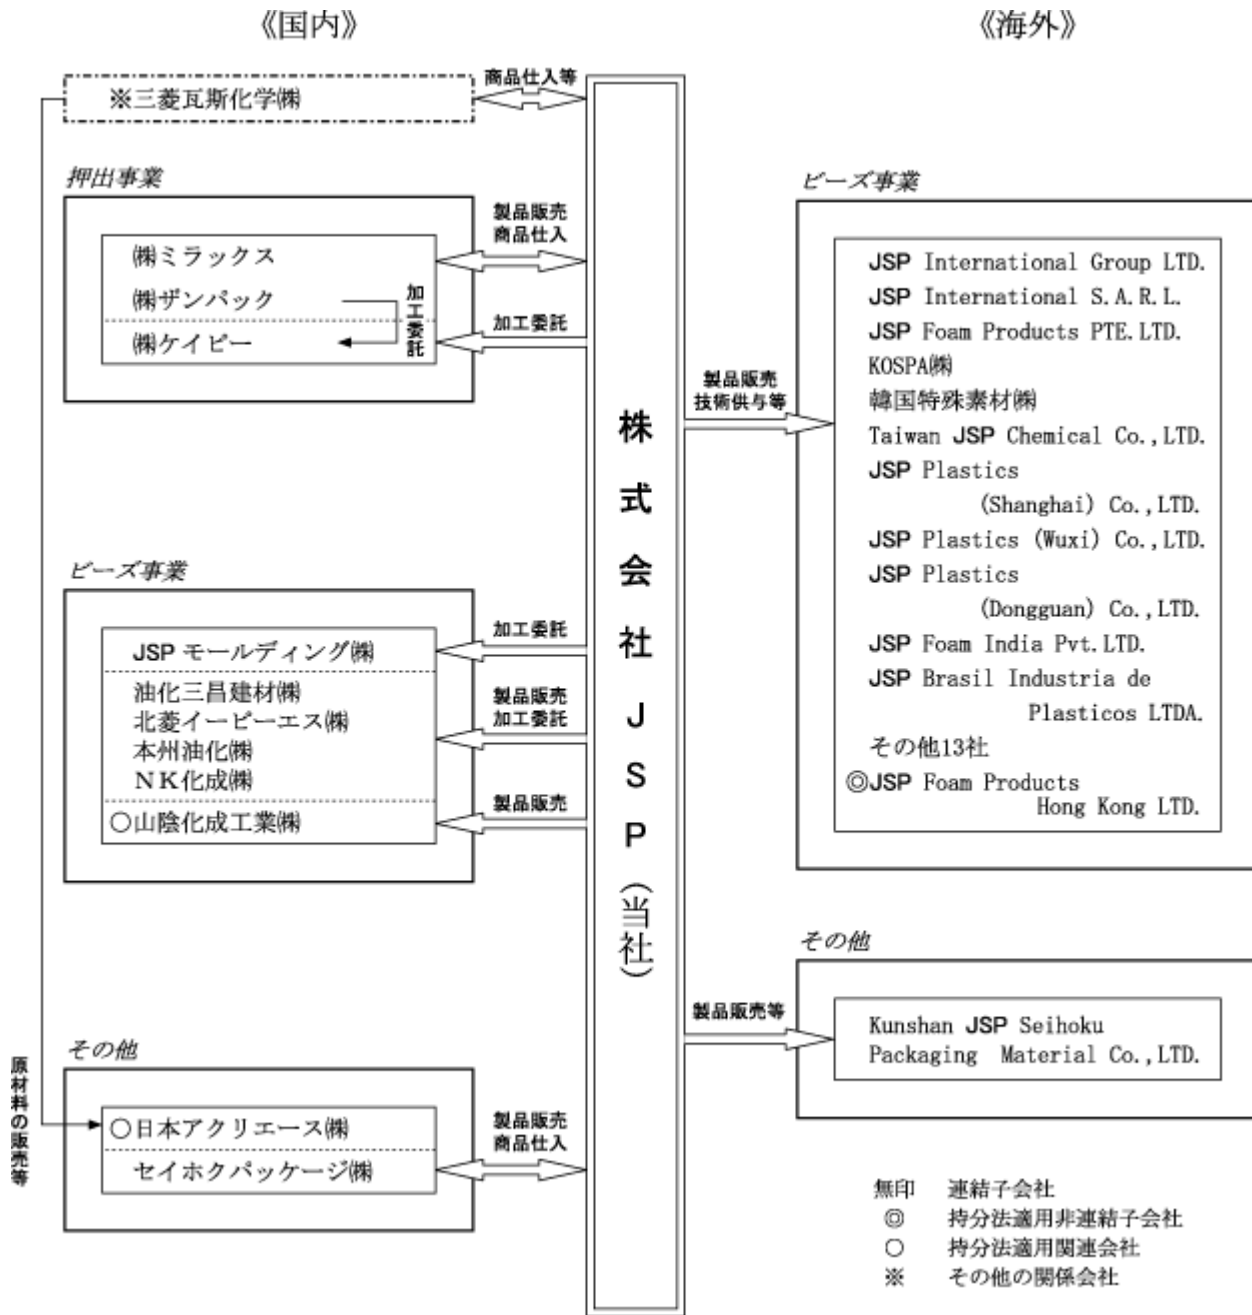 《国内》
《海外》
※三菱瓦斯化学㈱
商品仕入等
押出事業
㈱ミラックス
㈱ザンパック
㈱ケイピー
加工委託
製品販売
商品仕入
加工委託
ビーズ事業
JSP モールディング㈱
油化三昌建材㈱
北菱イーピーエス㈱
本州油化㈱
ＮＫ化成㈱
○山陰化成工業㈱
加工委託
製品販売
加工委託
製品販売
その他
○日本アクリエース㈱
セイホクパッケージ㈱
製品販売
商品仕入
原材料の販売等
株式会社JSP（当社）
製品販売
技術供与等
ビーズ事業
JSP International Group LTD.
JSP International S.A.R.L.
JSP Foam Products PTE.LTD.
KOSPA㈱
韓国特殊素材㈱
Taiwan JSP Chemical Co.,LTD.
JSP Plastics
(Shanghai) Co.,LTD.
JSP Plastics (Wuxi) Co.,LTD.
JSP Plastics
(Dongguan) Co.,LTD.
JSP Foam India Pvt.LTD.
JSP Brasil Industria de
Plasticos LTDA.
その他13社
◎JSP Foam Products
Hong Kong LTD.
製品販売等
その他
Kunshan JSP Seihoku
Packaging Material Co.,LTD.
無印 連結子会社
◎ 持分法適用非連結子会社
○ 持分法適用関連会社
※ その他の関係会社